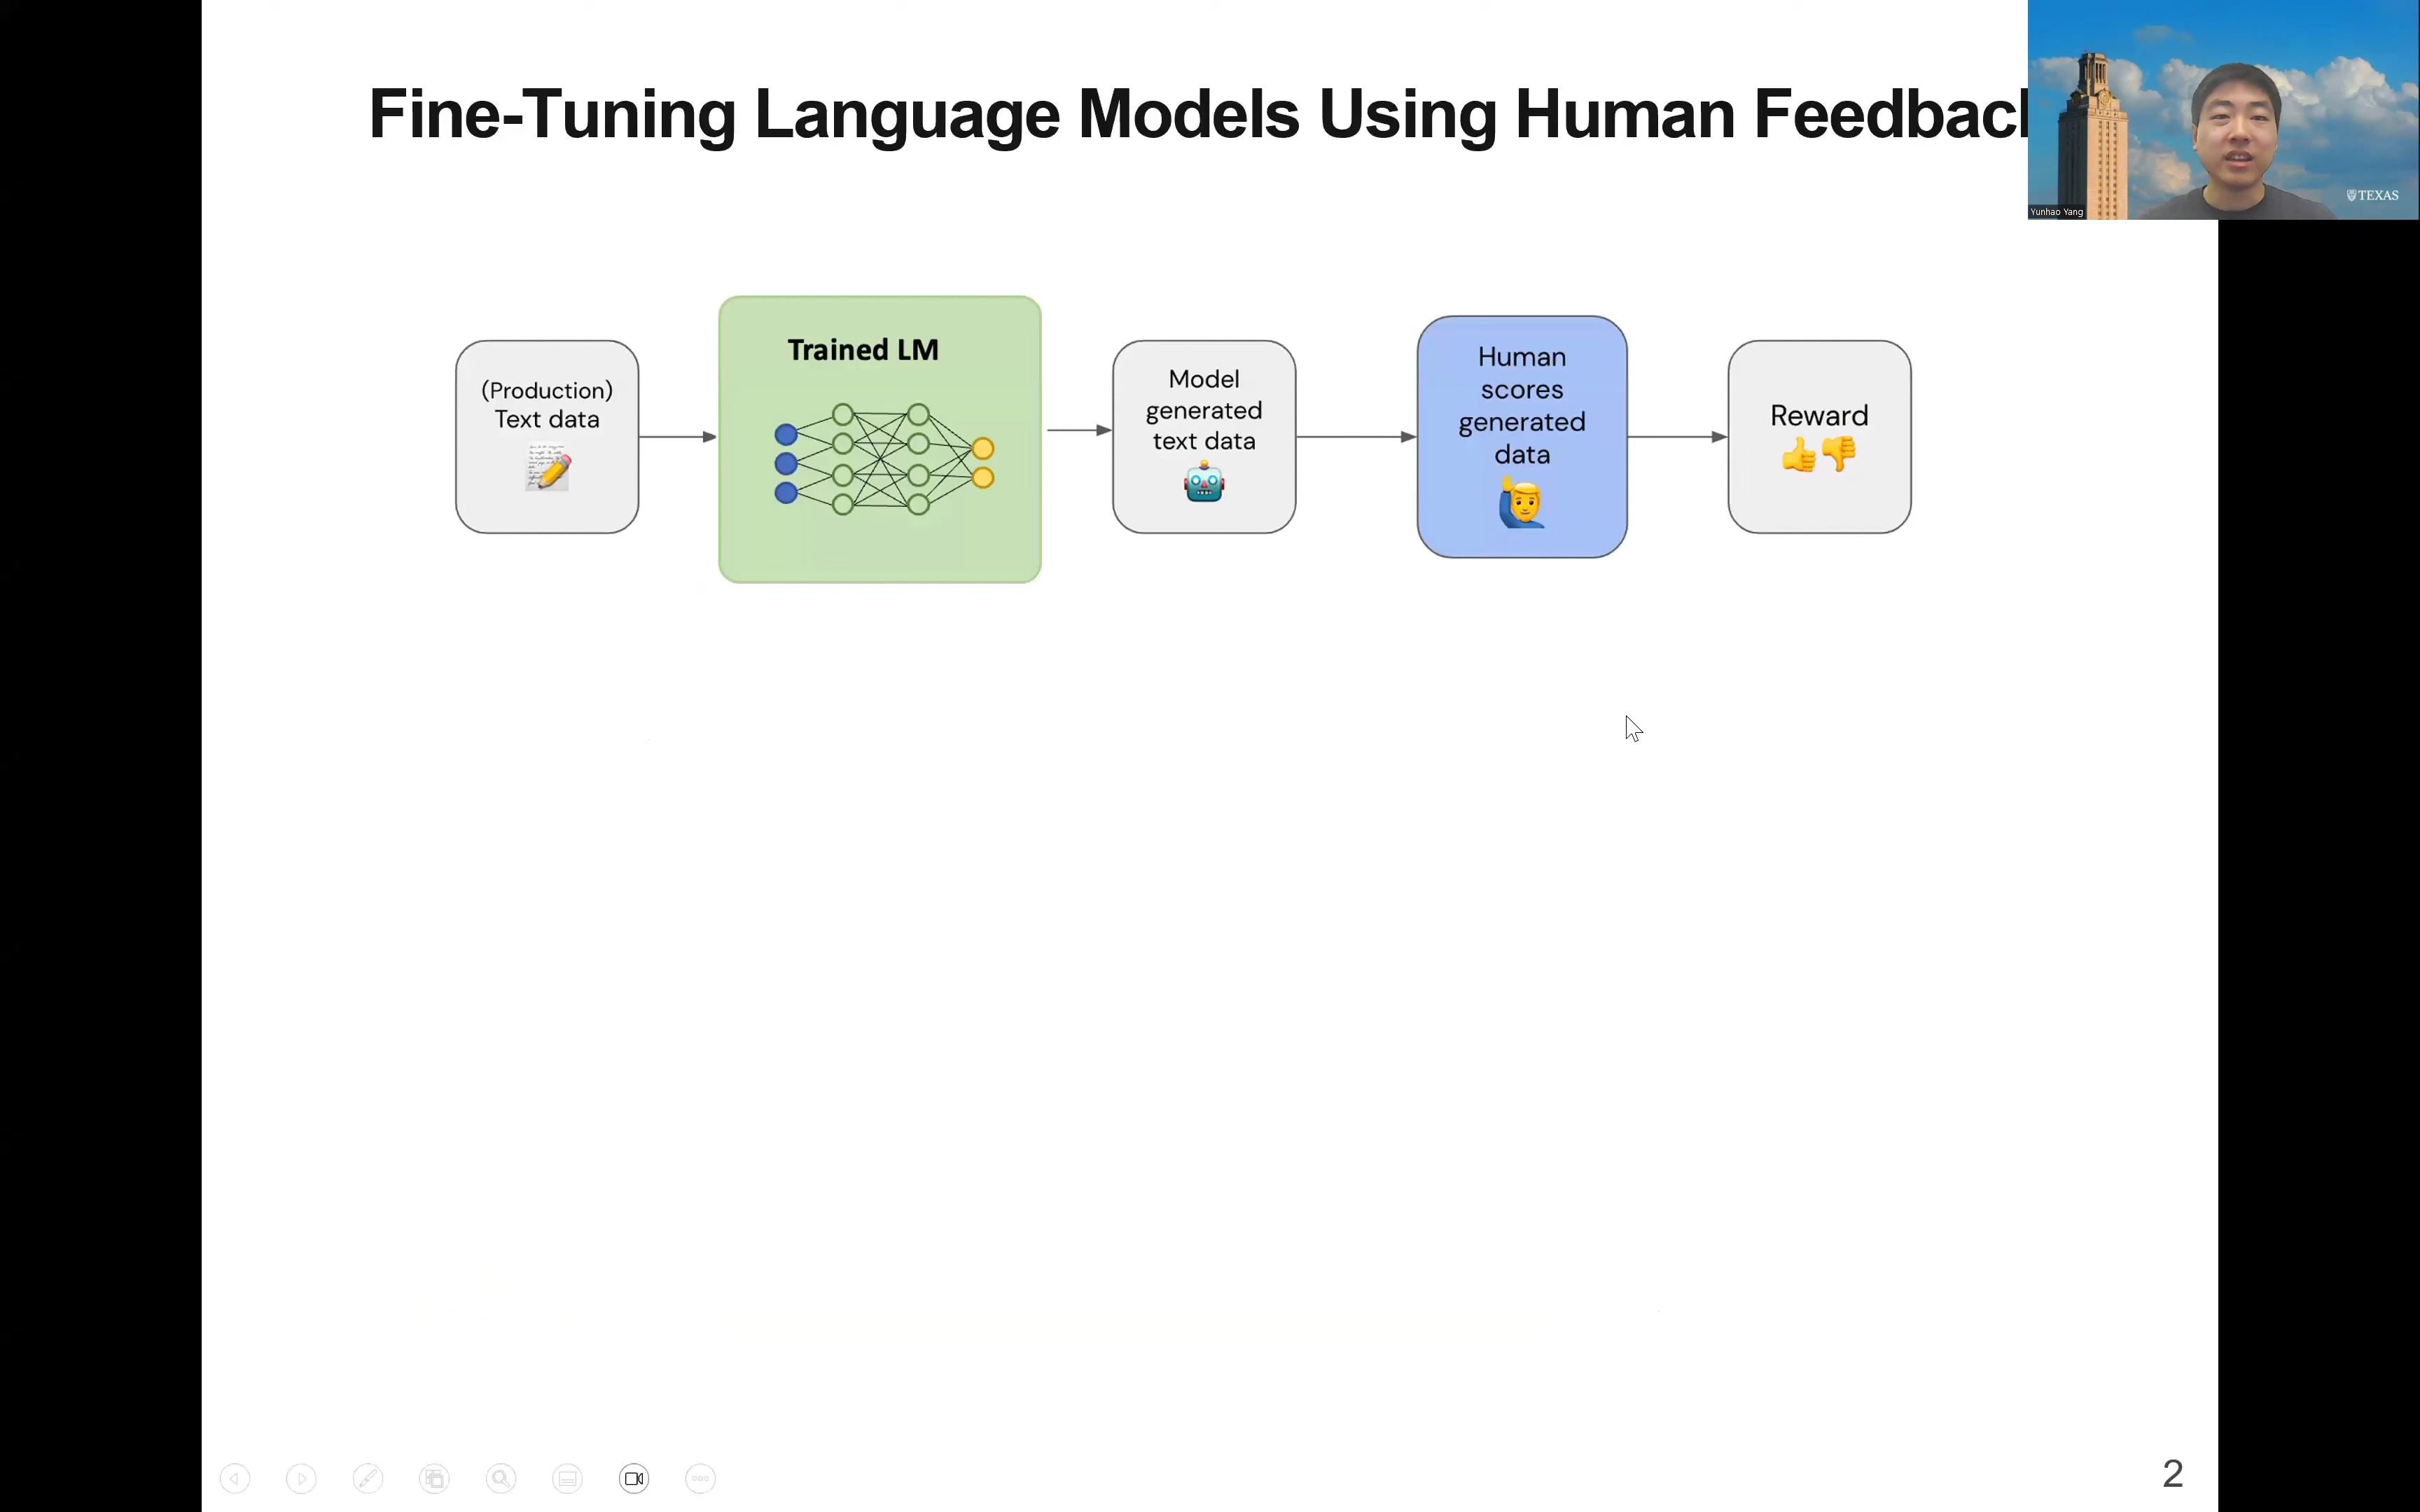 Fine-Tuning Language Models Using Human Feedbac
TEXAS
Yunhao Yang
(Production)
Text data
Trained LM
Model
generated
text data
Human
scores
generated
data
Reward
2